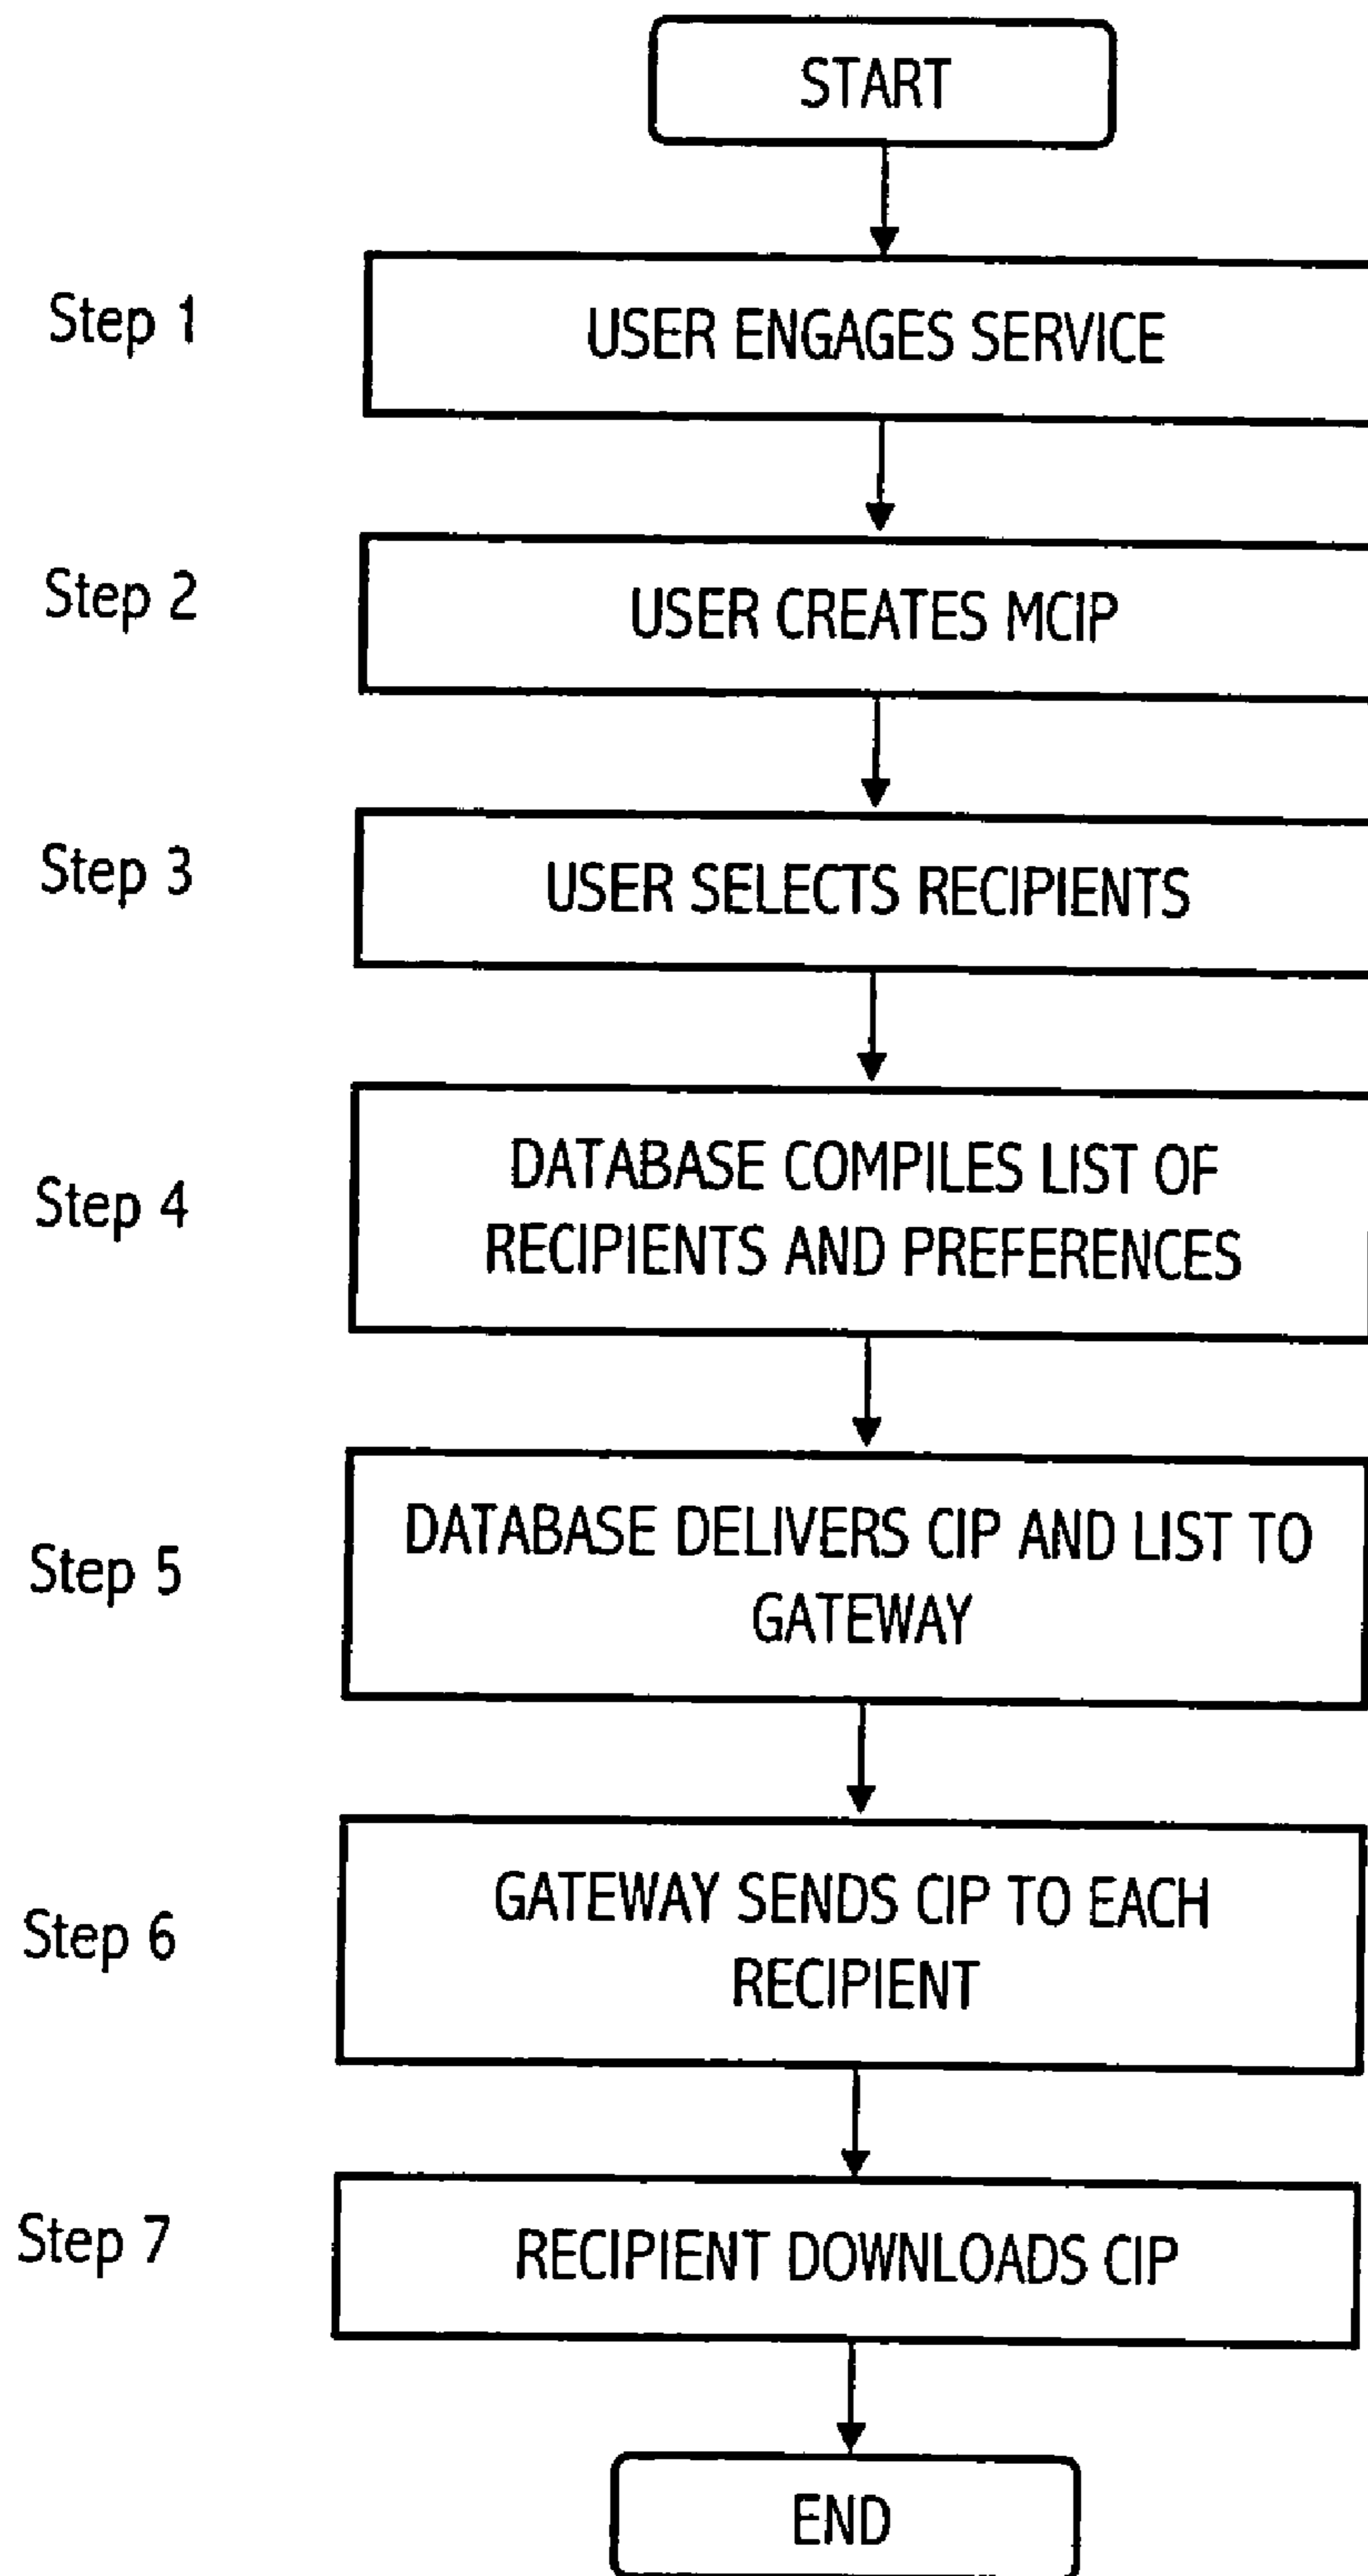 START
Step 1
USER ENGAGES SERVICE
Step 2
USER CREATES MCIP
Step 3
USER SELECTS RECIPIENTS
Step 4
DATABASE COMPILES LIST OF
RECIPIENTS AND PREFERENCES
Step 5
DATABASE DELIVERS CIP AND LIST TO
GATEWAY
Step 6
GATEWAY SENDS CIP TO EACH
RECIPIENT
Step 7
RECIPIENT DOWNLOADS CIP
END